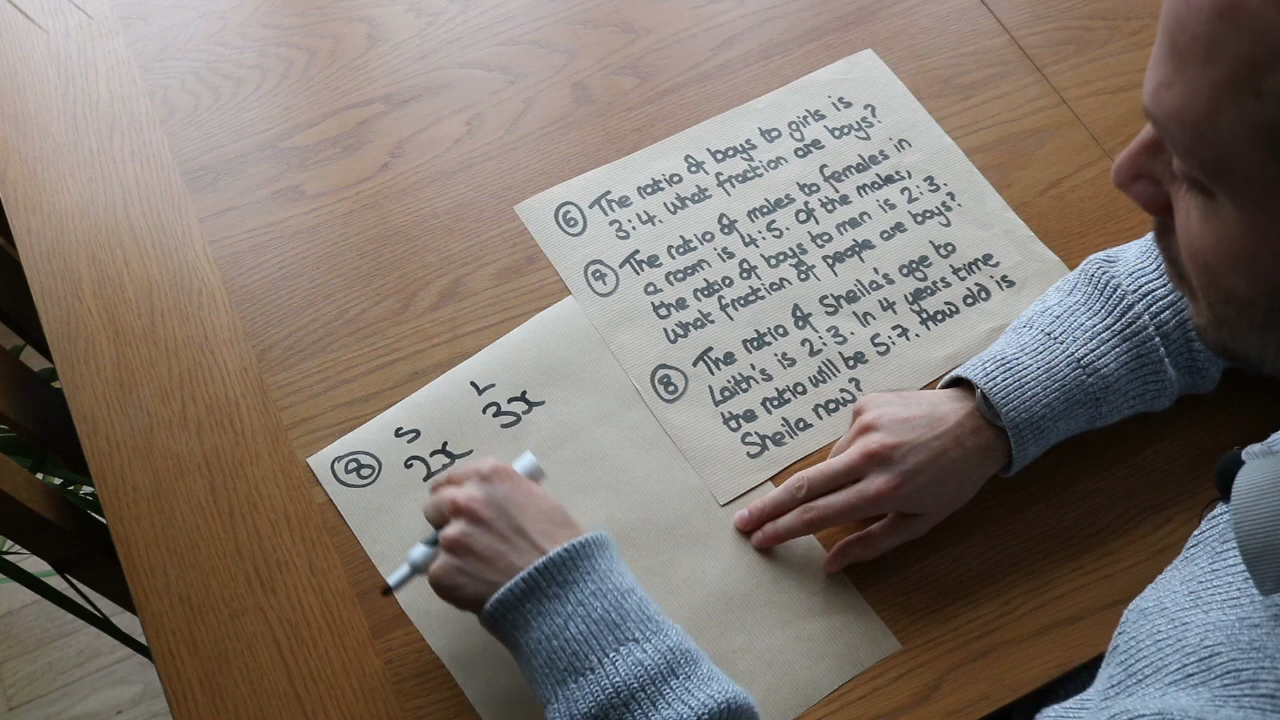 ⑥ The ratio of boys to girls is
3:4. What fraction are boys?
⑦ The ratio of males to females in
a room is 4:5. Of the males,
the ratio of boys to men is 2:3.
What fraction of people are boys?
⑧ The ratio of Sheila's age to
Laith's is 2:3. In 4 years time
the ratio will be 5:7. How old is
Sheila now?
S L
⑧ 2x 3x